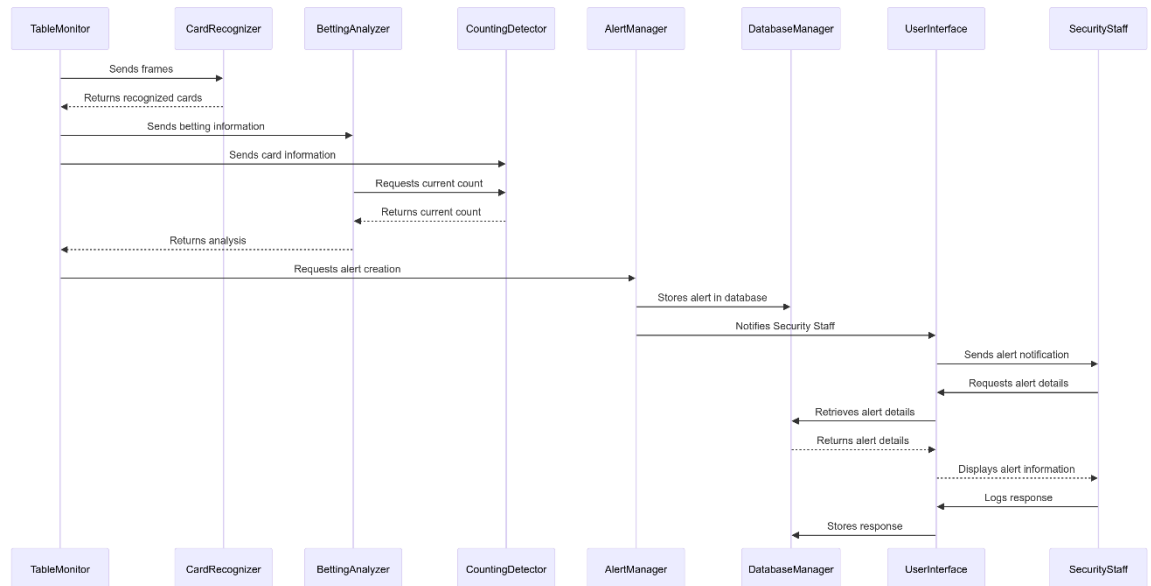 TableMonitor
CardRecognizer
BettingAnalyzer
CountingDetector
AlertManager
DatabaseManager
UserInterface
SecurityStaff
Sends frames
Returns recognized cards
Sends betting information
Sends card information
Requests current count
Returns current count
Returns analysis
Requests alert creation
Stores alert in database
Notifies Security Staff
Sends alert notification
Requests alert details
Retrieves alert details
Returns alert details
Displays alert information
Logs response
Stores response
TableMonitor
CardRecognizer
BettingAnalyzer
CountingDetector
AlertManager
DatabaseManager
UserInterface
SecurityStaff